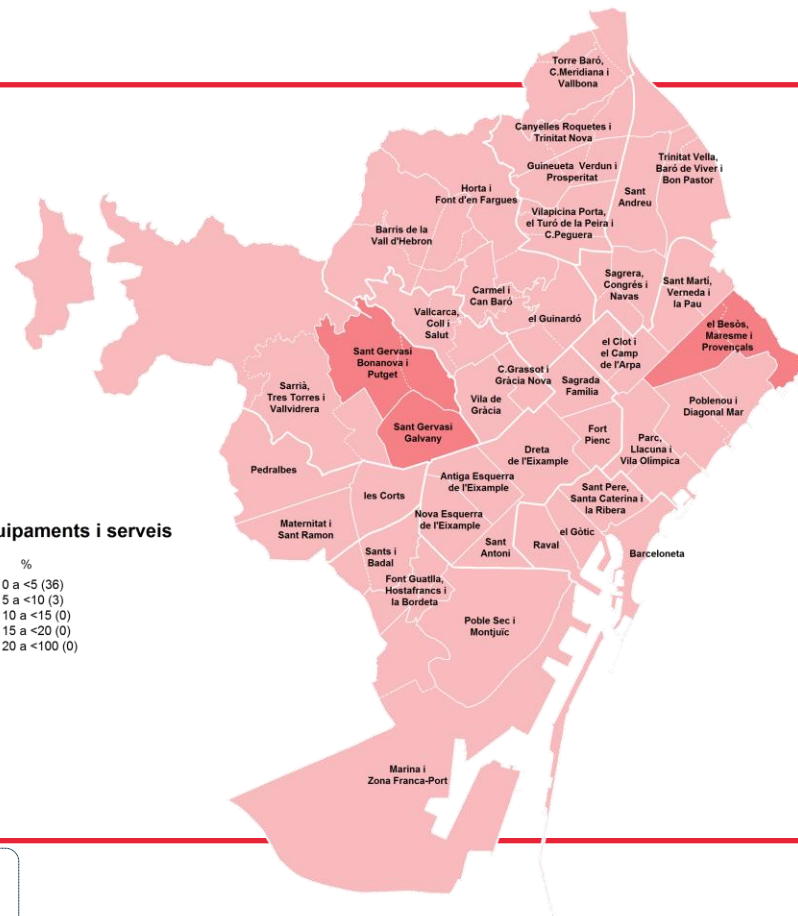 Torre Baró,
C.Meridiana i
Vallbona
Canyelles Roquetes i
Trinitat Nova
Guineueta Verdun i
Prosperitat
Trinitat Vella,
Baró de Viver i
Bon Pastor
Sant
Andreu
Horta i
Font d'en Fargues
Vilapicina Porta,
el Turó de la Peira i
C.Peguera
Barris de la
Vall d'Hebron
Sagrera,
Congrés i
Navas
Sant Martí,
Verneda i
la Pau
Carmel i
Can Baró
Vallcarca,
Coll i
Salut
el Guinardó
el Besòs,
Maresme i
Provençals
el Clot i
el Camp
de l'Arpa
Sant Gervasi
Bonanova i
Putget
C.Grassot i
Gràcia Nova
Sagrada
Família
Sarrià,
Tres Torres i
Vallvidrera
Vila de
Gràcia
Poblenou i
Diagonal Mar
Sant Gervasi
Galvany
Fort
Pienc
Parc,
Llacuna i
Vila Olímpica
Dreta
de l'Eixample
Pedralbes
Antiga Esquerra
de l'Eixample
Sant Pere,
Santa Caterina i
la Ribera
les Corts
Nova Esquerra
de l'Eixample
Maternitat i
Sant Ramon
el Gòtic
Raval
Sant
Antoni
Barceloneta
Sants i
Badal
Font Guatlla,
Hostafrancs i
la Bordeta
Poble Sec i
Montjuïc
Marina i
Zona Franca-Port
uipaments i serveis
%
0 a <5 (36)
5 a <10 (3)
10 a <15 (0)
15 a <20 (0)
20 a <100 (0)